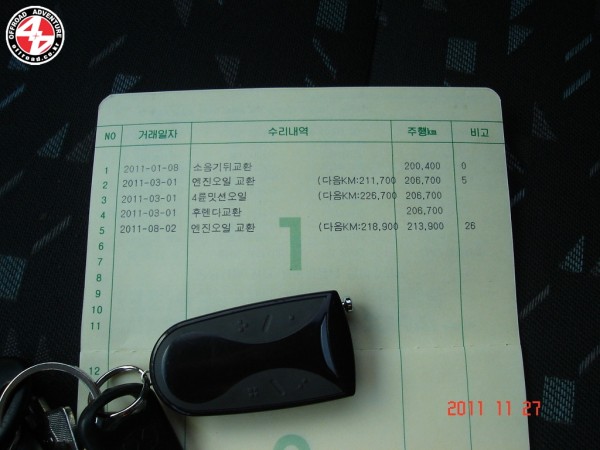 OFFROAD ADVENTURE
4WD
offroad.co.kr
NO 거래일자 수리내역 주행km 비고
1 2011-01-08 소음기뒤교환 200,400 0
2 2011-03-01 엔진오일 교환 (다음KM:211,700 206,700 5
3 2011-03-01 4륜밋션오일 (다음KM:226,700 206,700
4 2011-03-01 후렌다교환 206,700
5 2011-08-02 엔진오일 교환 (다음KM:218,900 213,900 26
6
7
8
9
10
11
12
1
2011 11 27